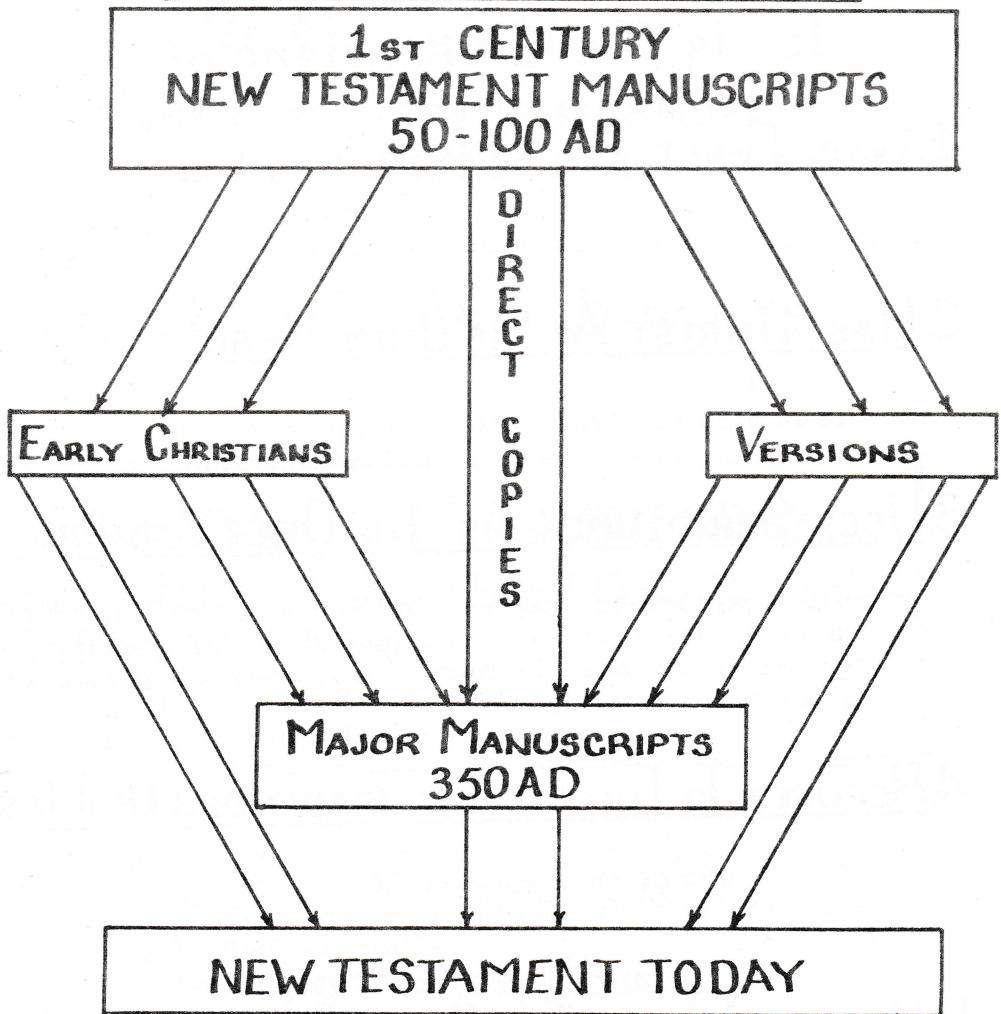 1ST CENTURY
NEW TESTAMENT MANUSCRIPTS
50-100 AD
DIRECT COPIES
EARLY CHRISTIANS
VERSIONS
MAJOR MANUSCRIPTS
350 AD
NEW TESTAMENT TODAY